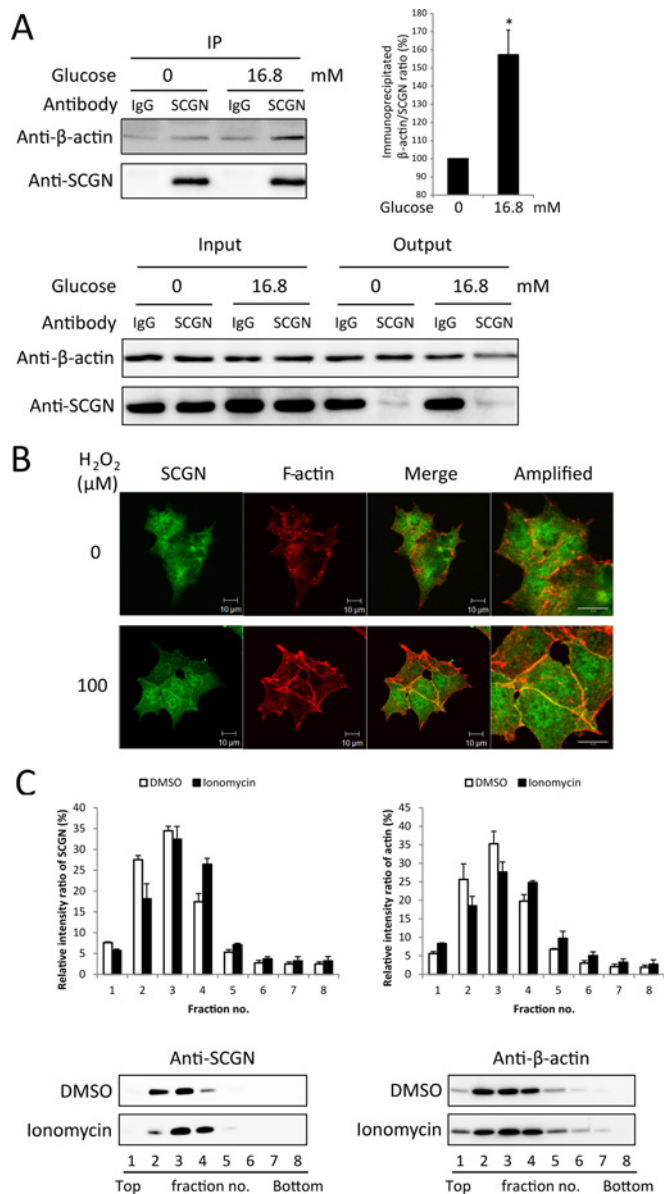 A
IP
Glucose 0 16.8 mM
Antibody IgG SCGN IgG SCGN
Anti-β-actin
Anti-SCGN
Immunoprecipitated
β-actin/SCGN ratio (%)
180
170
160
150
140
130
120
110
100
90
80
*
Glucose 0 16.8 mM
Input Output
Glucose 0 16.8 0 16.8 mM
Antibody IgG SCGN IgG SCGN IgG SCGN IgG SCGN
Anti-β-actin
Anti-SCGN
B
H2O2
(μM)
SCGN F-actin Merge Amplified
0
10 μm 10 μm 10 μm
100
10 μm 10 μm 10 μm
C
DMSO Ionomycin
Relative intensity ratio of SCGN (%)
40
35
30
25
20
15
10
5
0
1 2 3 4 5 6 7 8
Fraction no.
DMSO Ionomycin
Relative intensity ratio of actin (%)
45
40
35
30
25
20
15
10
5
0
1 2 3 4 5 6 7 8
Fraction no.
Anti-SCGN
DMSO
Ionomycin
1 2 3 4 5 6 7 8
Top fraction no. Bottom
Anti-β-actin
DMSO
Ionomycin
1 2 3 4 5 6 7 8
Top fraction no. Bottom